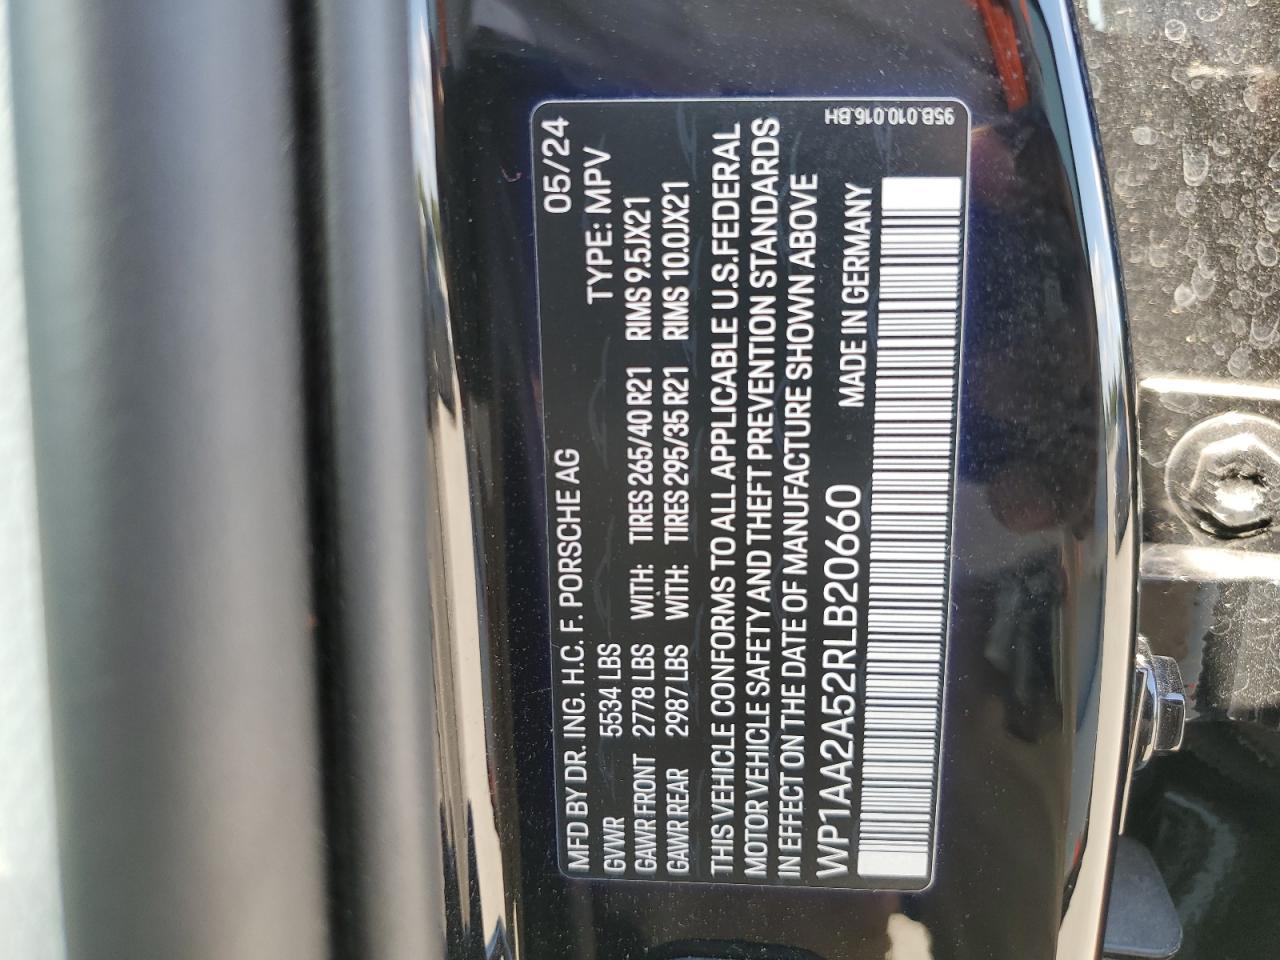 MFD BY DR. ING. H.C. F. PORSCHE AG 05/24
GVWR 5534 LBS TYPE: MPV
GAWR FRONT 2778 LBS WITH: TIRES 265/40 R21 RIMS 9.5JX21
GAWR REAR 2987 LBS WITH: TIRES 295/35 R21 RIMS 10.0JX21
THIS VEHICLE CONFORMS TO ALL APPLICABLE U.S.FEDERAL
MOTOR VEHICLE SAFETY AND THEFT PREVENTION STANDARDS
IN EFFECT ON THE DATE OF MANUFACTURE SHOWN ABOVE
WP1AA2A52RLB20660 MADE IN GERMANY
95B.010.016.BH